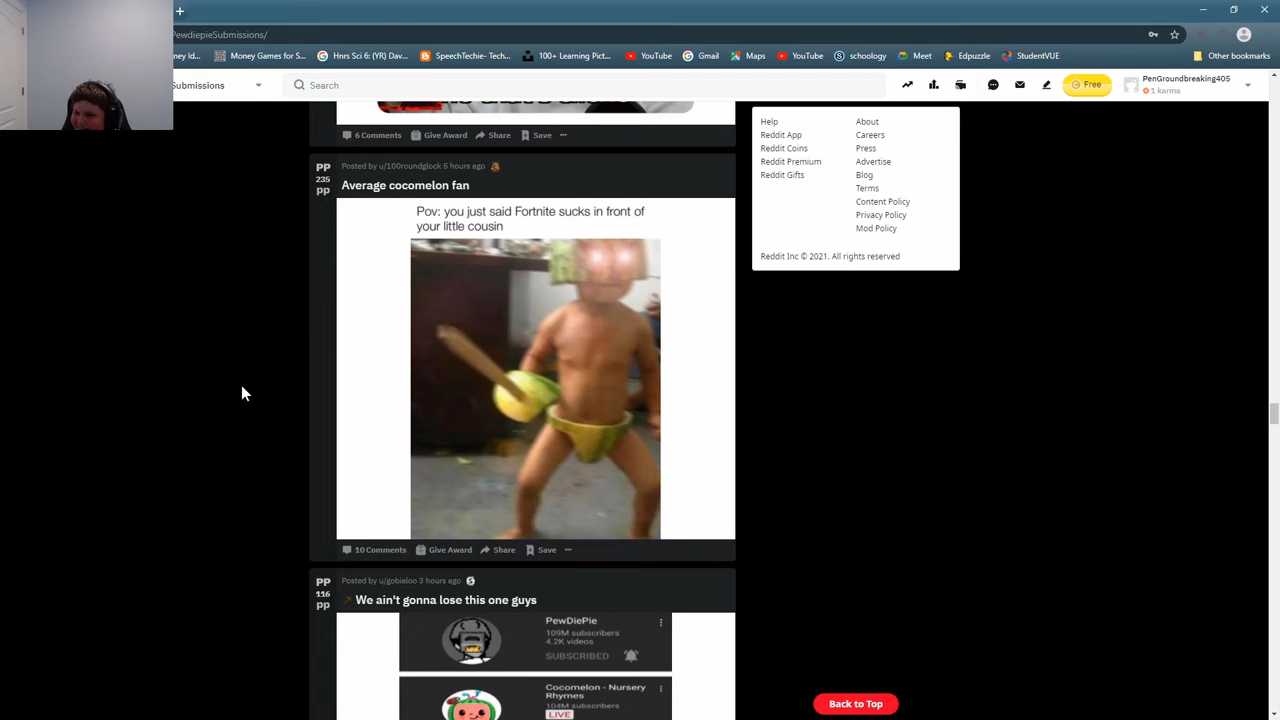 PewdiepieSubmissions/
ney Id...
Money Games for S...
Hnrs Sci 6: (YR) Dav...
SpeechTechie- Tech...
100+ Learning Pict...
YouTube
Gmail
Maps
YouTube
schoology
Meet
Edpuzzle
StudentVUE
Other bookmarks
Submissions
Search
Free
PenGroundbreaking405
1 karma
6 Comments
Give Award
Share
Save
Help
About
Reddit App
Careers
Reddit Coins
Press
Reddit Premium
Advertise
Reddit Gifts
Blog
Terms
Content Policy
Privacy Policy
Mod Policy
Reddit Inc © 2021. All rights reserved
Posted by u/100roundglock 5 hours ago
PP
235
PP
Average cocomelon fan
Pov: you just said Fortnite sucks in front of
your little cousin
10 Comments
Give Award
Share
Save
Posted by u/gobialoo 3 hours ago
PP
116
PP
We ain't gonna lose this one guys
PewDiePie
109M subscribers
4.2K videos
SUBSCRIBED
Cocomelon - Nursery
Rhymes
104M subscribers
LIVE
Back to Top